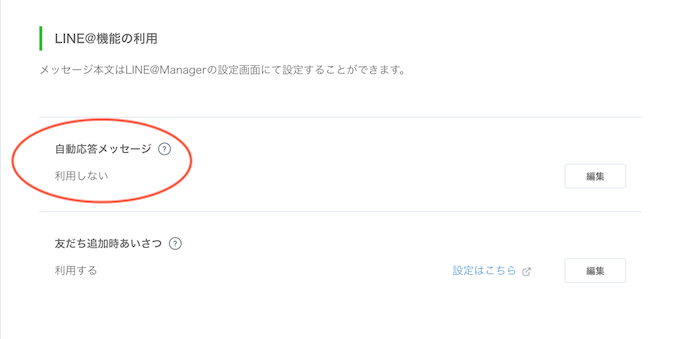 LINE@機能の利用
メッセージ本文はLINE@Managerの設定画面にて設定することができます。
自動応答メッセージ ?
利用しない
編集
友だち追加時あいさつ ?
利用する
設定はこちら
編集